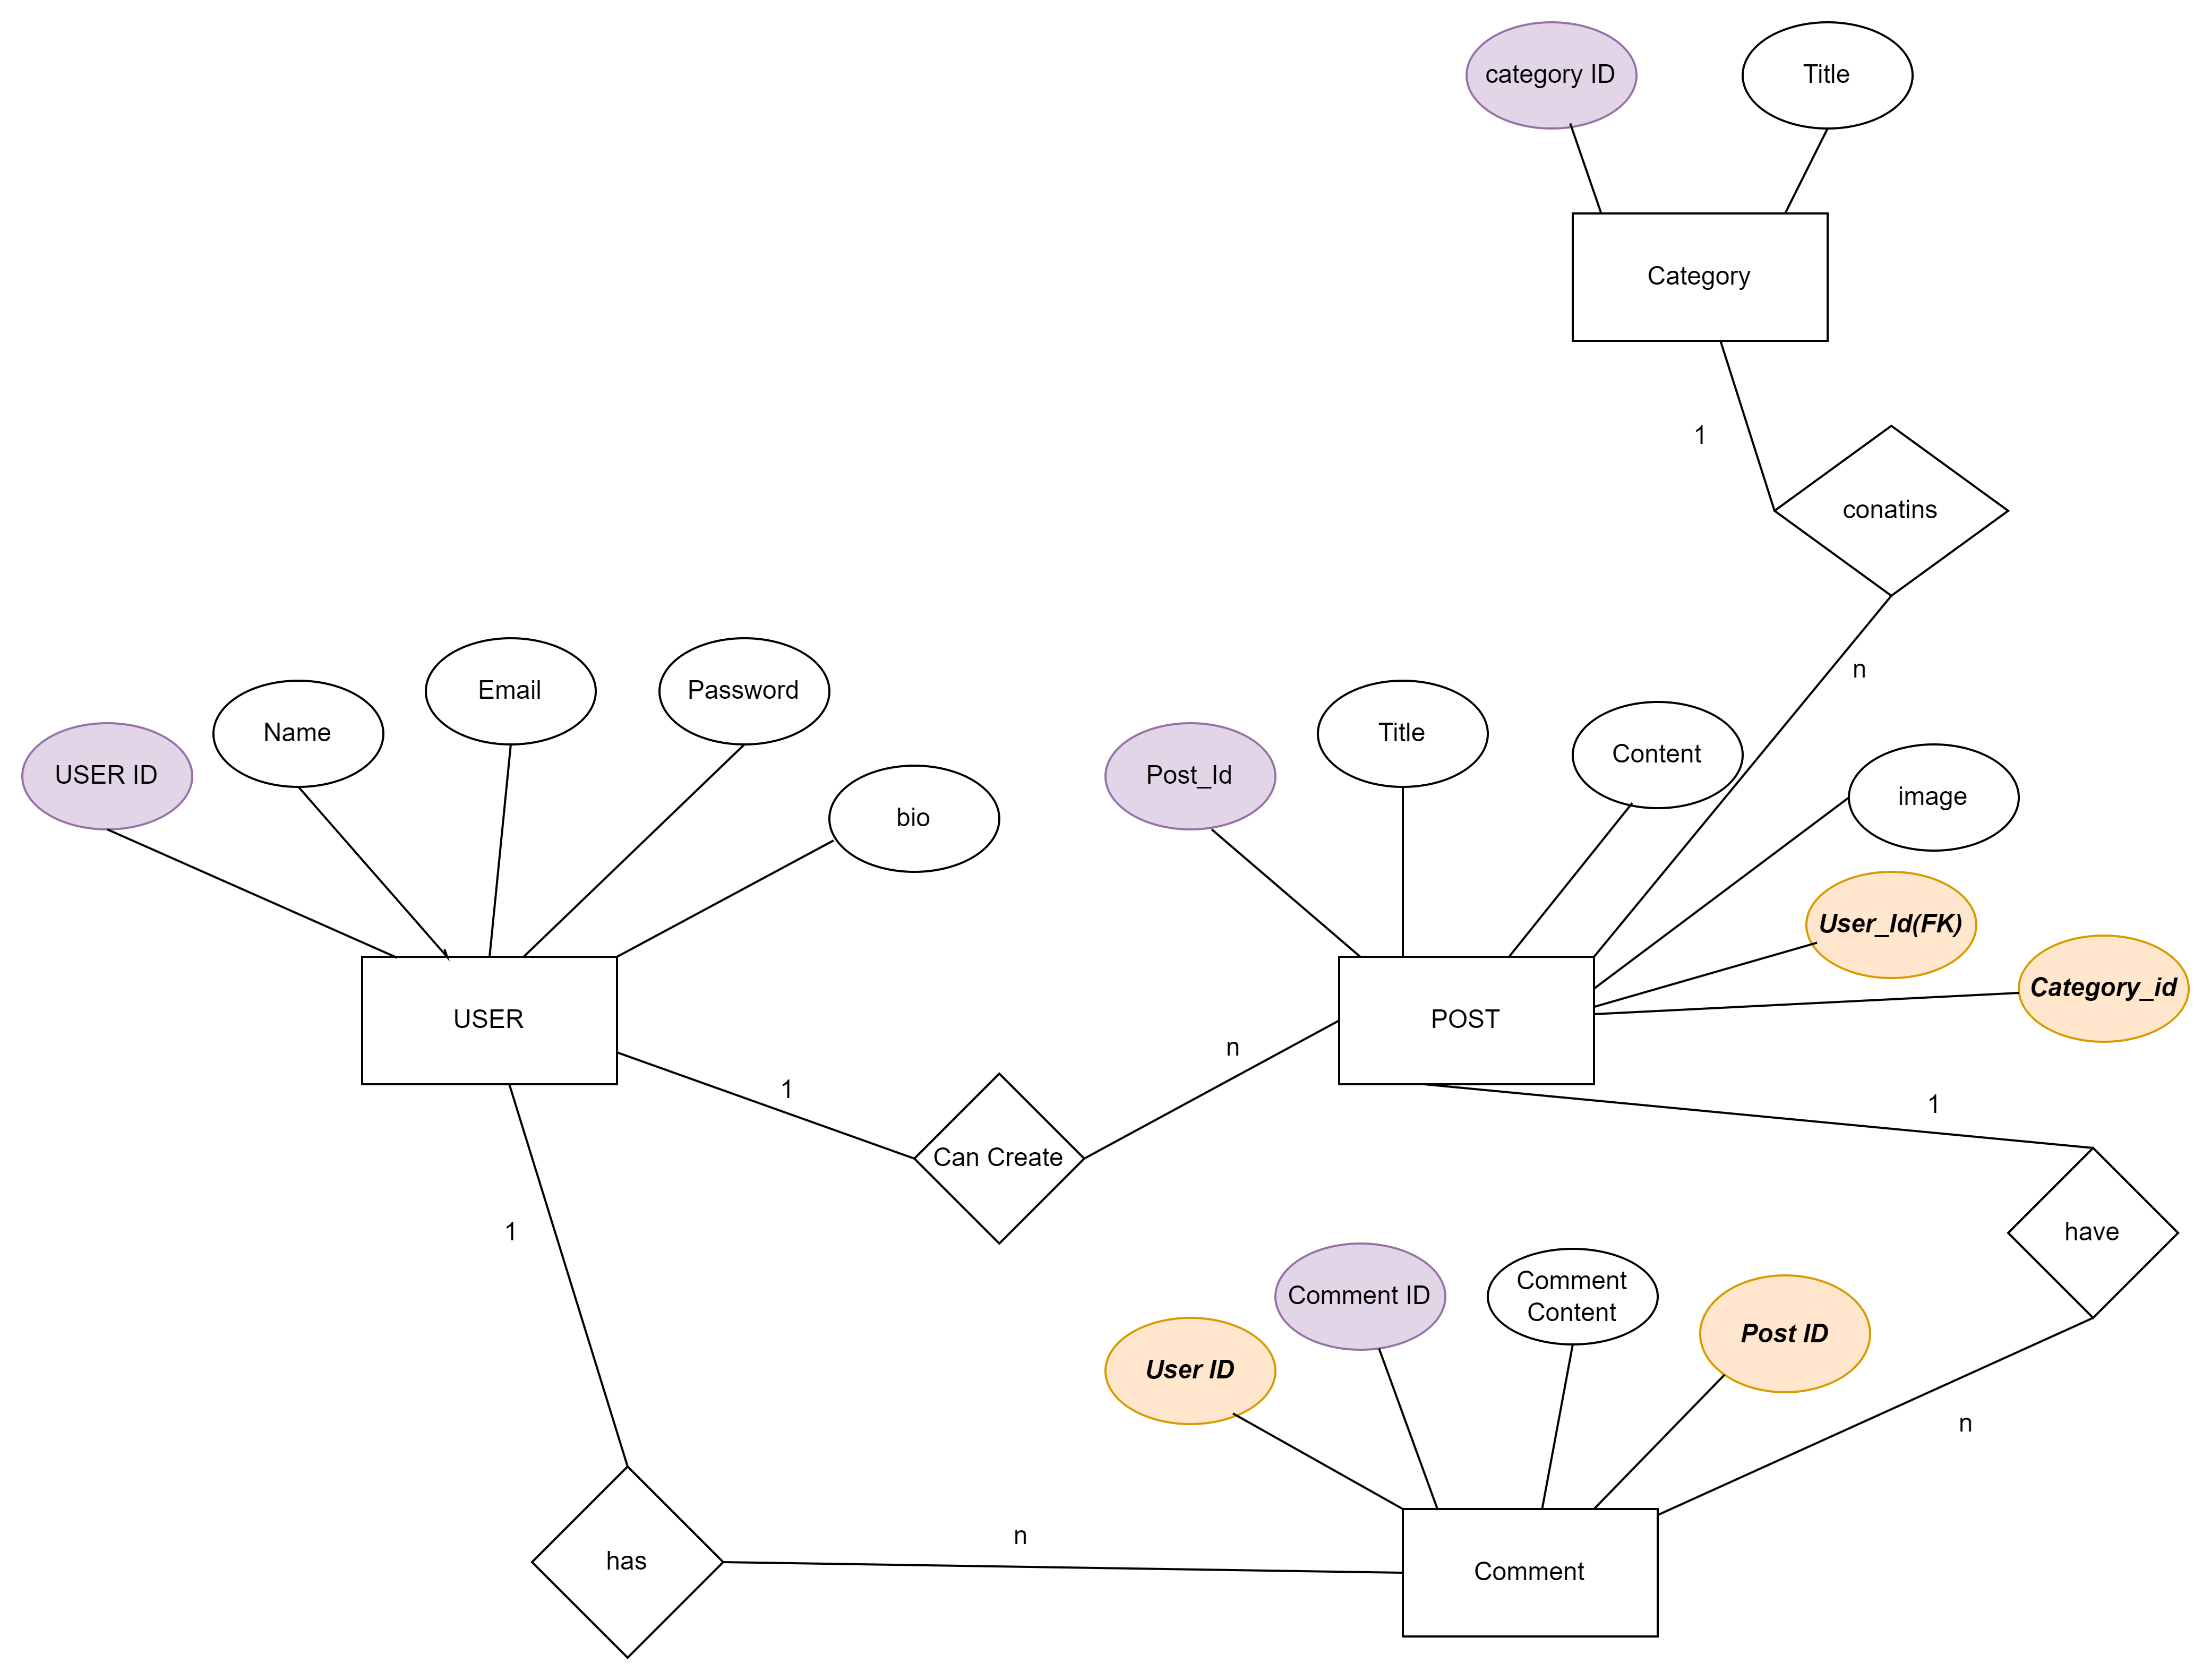 category ID
Title
Category
1
conatins
n
Email
Password
Name
USER ID
bio
Title
Content
Post_Id
image
User_Id(FK)
Category_id
USER
POST
n
1
1
Can Create
1
have
Comment ID
Comment
Content
Post ID
User ID
n
n
has
Comment